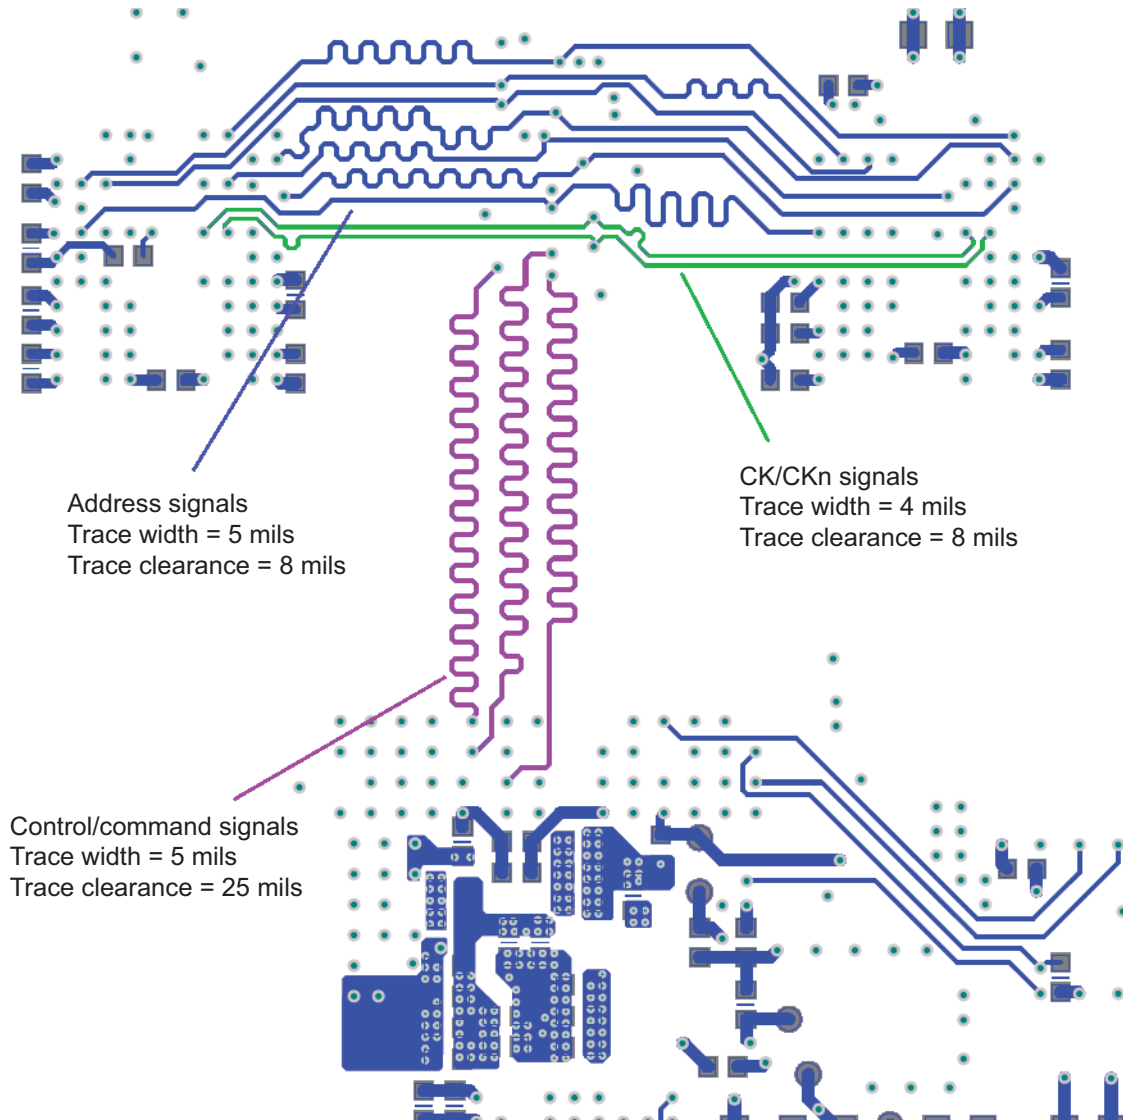 Address signals
Trace width = 5 mils
Trace clearance = 8 mils
CK/CKn signals
Trace width = 4 mils
Trace clearance = 8 mils
Control/command signals
Trace width = 5 mils
Trace clearance = 25 mils